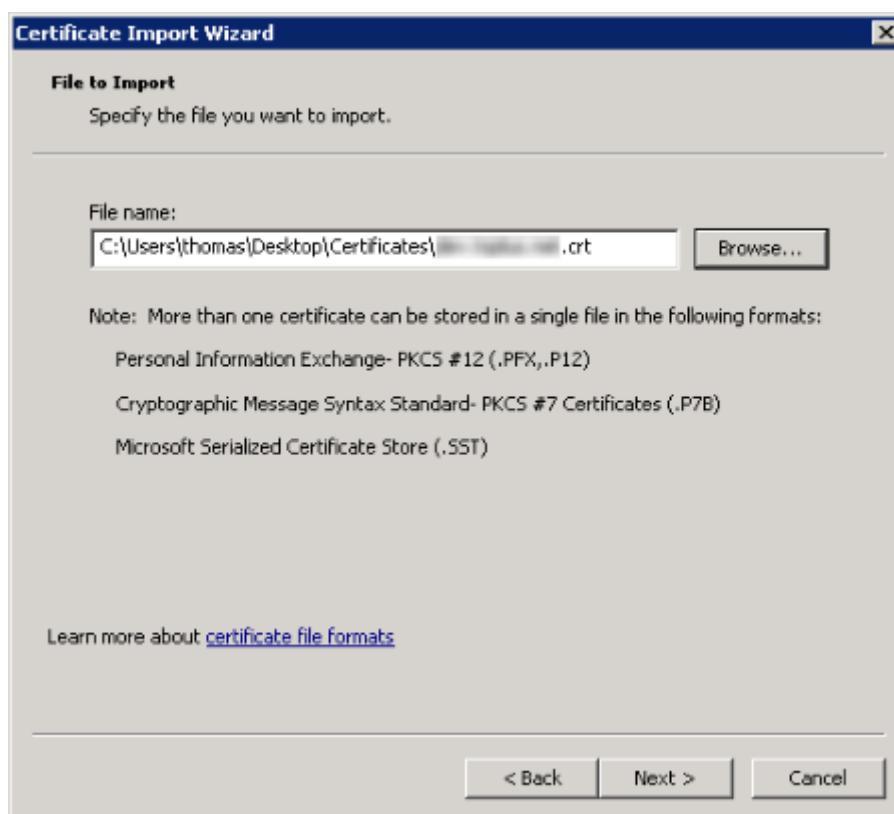 Certificate Import Wizard
File to Import
Specify the file you want to import.
File name:
C:\Users\thomas\Desktop\Certificates\ .crt
Browse...
Note: More than one certificate can be stored in a single file in the following formats:
Personal Information Exchange- PKCS #12 (.PFX,.P12)
Cryptographic Message Syntax Standard- PKCS #7 Certificates (.P7B)
Microsoft Serialized Certificate Store (.SST)
Learn more about certificate file formats
< Back Next > Cancel